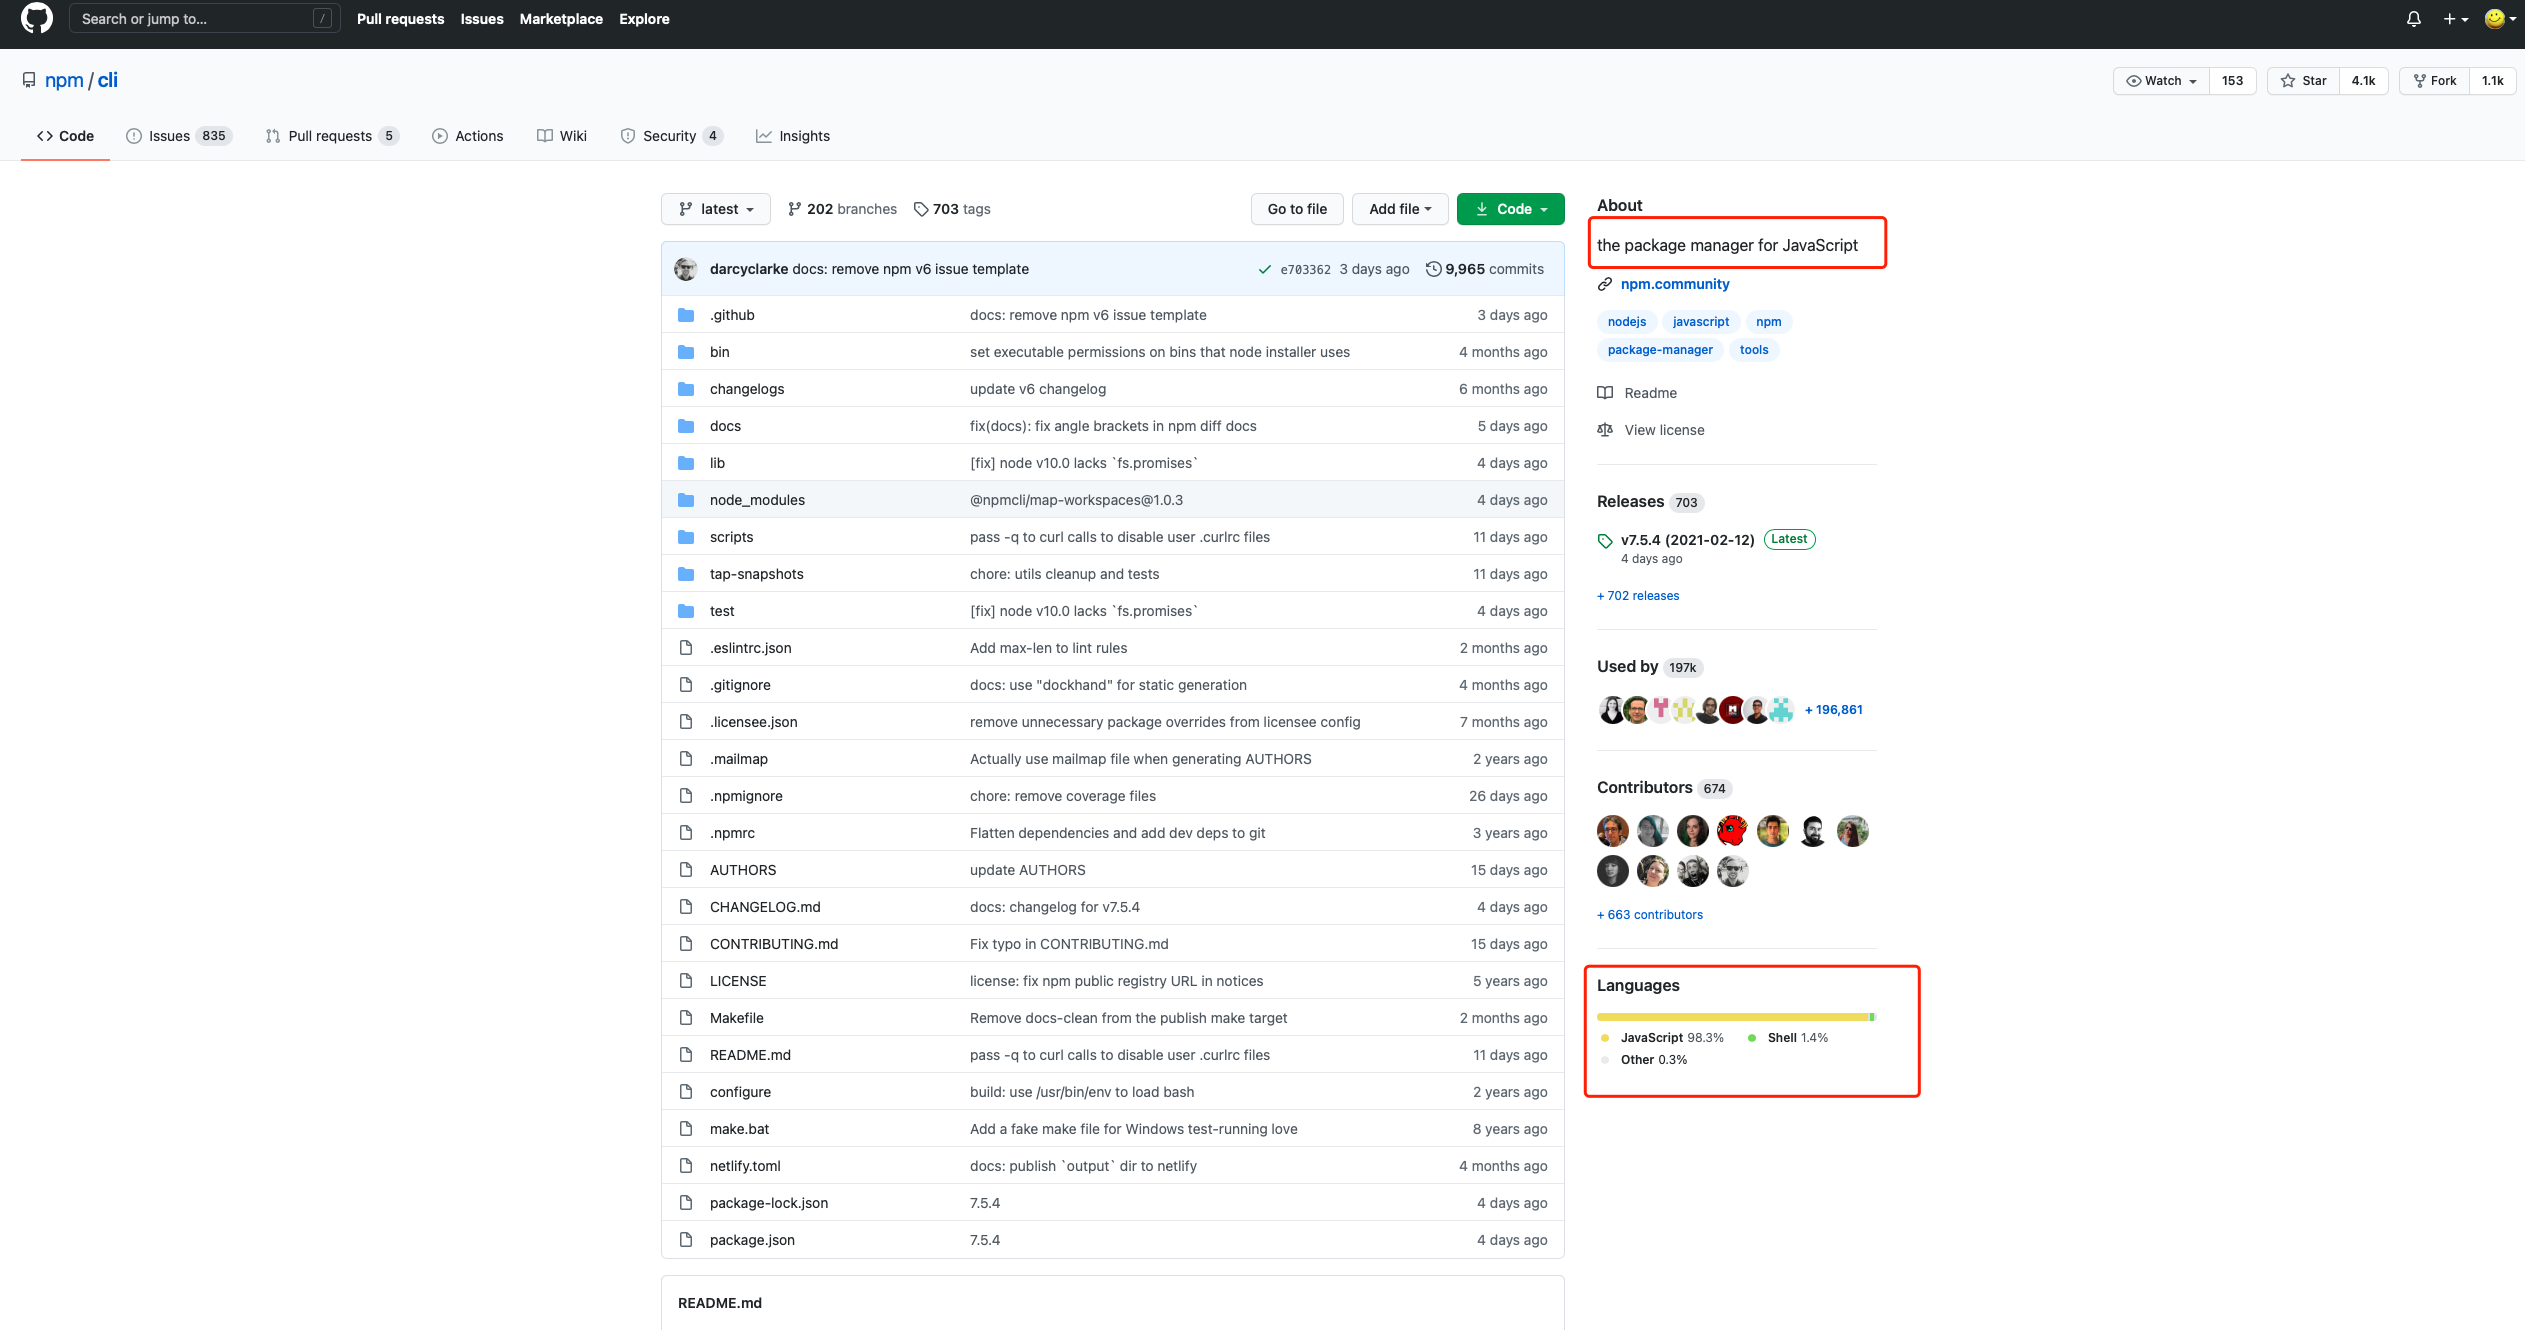 Search or jump to... / Pull requests Issues Marketplace Explore
npm / cli Watch 153 Star 4.1k Fork 1.1k
Code Issues 835 Pull requests 5 Actions Wiki Security 4 Insights
latest 202 branches 703 tags Go to file Add file Code
darcyclarke docs: remove npm v6 issue template e703362 3 days ago 9,965 commits
.github docs: remove npm v6 issue template 3 days ago
bin set executable permissions on bins that node installer uses 4 months ago
changelogs update v6 changelog 6 months ago
docs fix(docs): fix angle brackets in npm diff docs 5 days ago
lib [fix] node v10.0 lacks `fs.promises` 4 days ago
node_modules @npmcli/map-workspaces@1.0.3 4 days ago
scripts pass -q to curl calls to disable user .curlrc files 11 days ago
tap-snapshots chore: utils cleanup and tests 11 days ago
test [fix] node v10.0 lacks `fs.promises` 4 days ago
.eslintrc.json Add max-len to lint rules 2 months ago
.gitignore docs: use "dockhand" for static generation 4 months ago
.licensee.json remove unnecessary package overrides from licensee config 7 months ago
.mailmap Actually use mailmap file when generating AUTHORS 2 years ago
.npmignore chore: remove coverage files 26 days ago
.npmrc Flatten dependencies and add dev deps to git 3 years ago
AUTHORS update AUTHORS 15 days ago
CHANGELOG.md docs: changelog for v7.5.4 4 days ago
CONTRIBUTING.md Fix typo in CONTRIBUTING.md 15 days ago
LICENSE license: fix npm public registry URL in notices 5 years ago
Makefile Remove docs-clean from the publish make target 2 months ago
README.md pass -q to curl calls to disable user .curlrc files 11 days ago
configure build: use /usr/bin/env to load bash 2 years ago
make.bat Add a fake make file for Windows test-running love 8 years ago
netlify.toml docs: publish `output` dir to netlify 4 months ago
package-lock.json 7.5.4 4 days ago
package.json 7.5.4 4 days ago
README.md
About
the package manager for JavaScript
npm.community
nodejs javascript npm
package-manager tools
Readme
View license
Releases 703
v7.5.4 (2021-02-12) Latest
4 days ago
+ 702 releases
Used by 197k
+ 196,861
Contributors 674
+ 663 contributors
Languages
JavaScript 98.3% Shell 1.4%
Other 0.3%